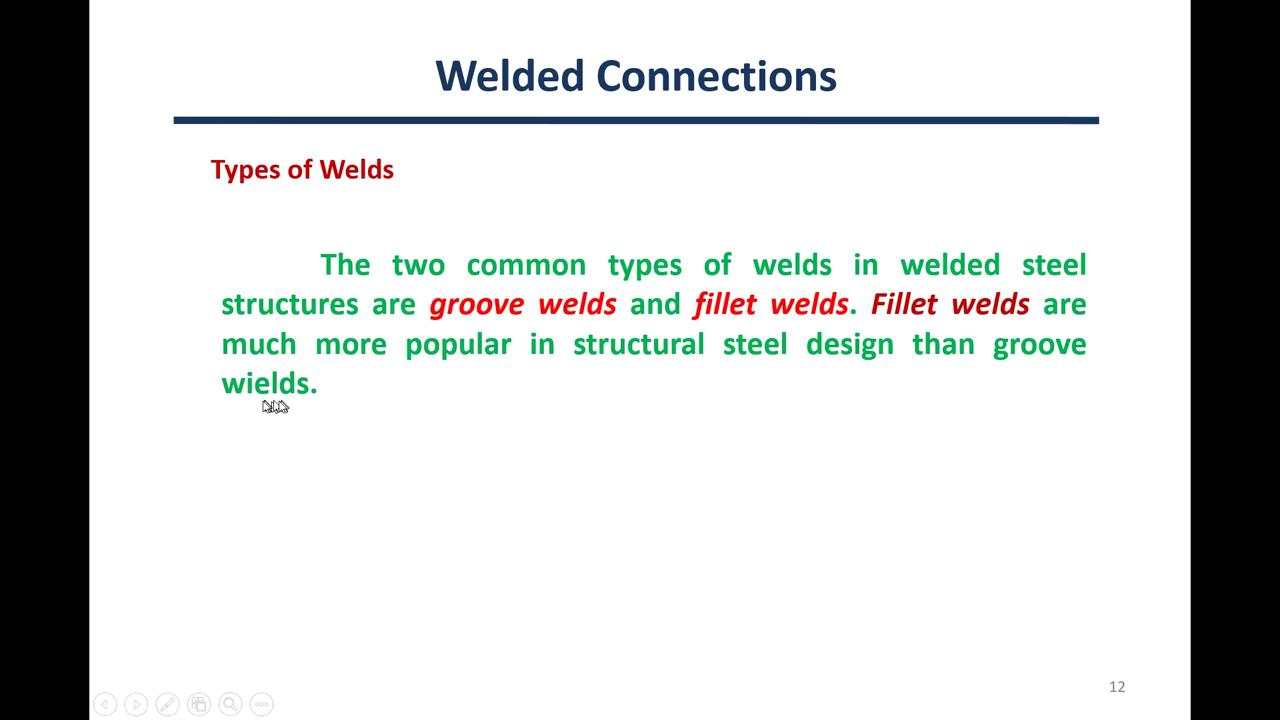 Welded Connections
Types of Welds
The two common types of welds in welded steel
structures are groove welds and fillet welds. Fillet welds are
much more popular in structural steel design than groove
wields.
12